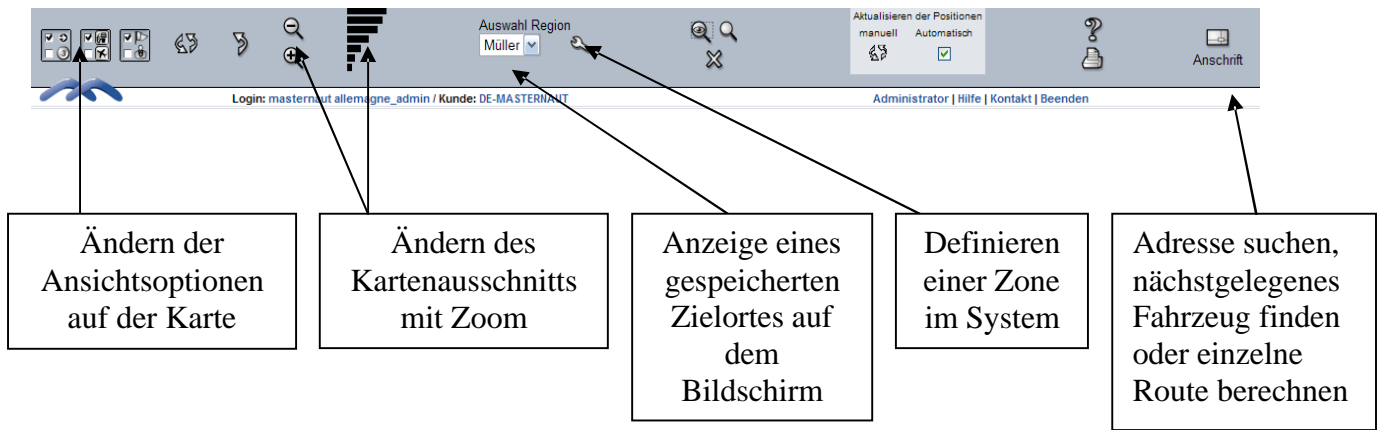 Auswahl Region
Müller
Aktualisieren der Positionen
manuell Automatisch
Anschrift
Login: masternaut allemagne_admin / Kunde: DE-MASTERNAUT
Administrator | Hilfe | Kontakt | Beenden
Ändern der
Ansichtsoptionen
auf der Karte
Ändern des
Kartenausschnitts
mit Zoom
Anzeige eines
gespeicherten
Zielortes auf
dem
Bildschirm
Definieren
einer Zone
im System
Adresse suchen,
nächstgelegenes
Fahrzeug finden
oder einzelne
Route berechnen